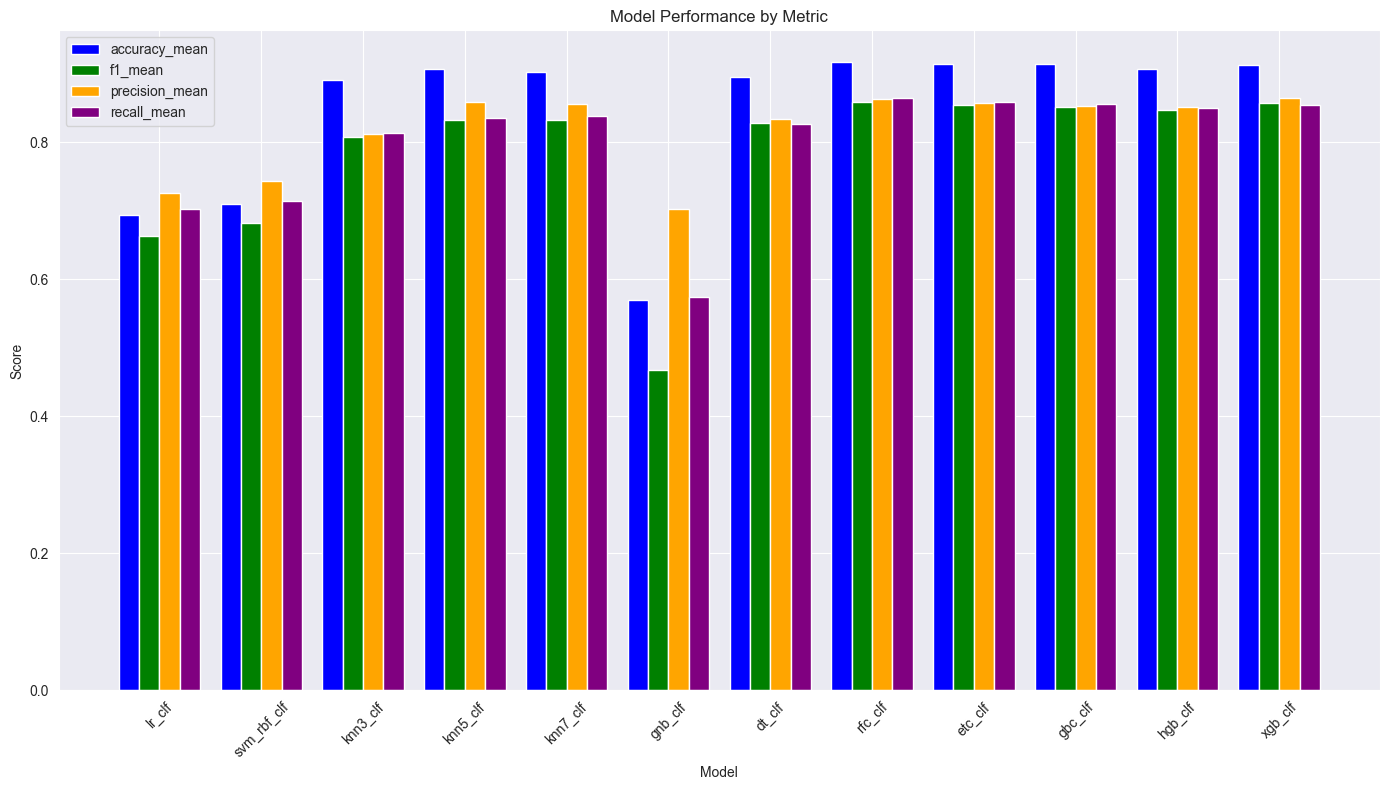 Model Performance by Metric
accuracy_mean
f1_mean
precision_mean
recall_mean
Score
0.8
0.6
0.4
0.2
0.0
lr_clf
svm_rbf_clf
knn3_clf
knn5_clf
knn7_clf
gnb_clf
dt_clf
rfc_clf
etc_clf
gbc_clf
hgb_clf
xgb_clf
Model